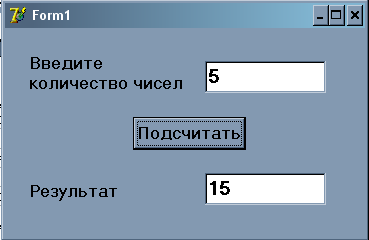 Form1
Введите
количество чисел
5
Подсчитать
Результат
15